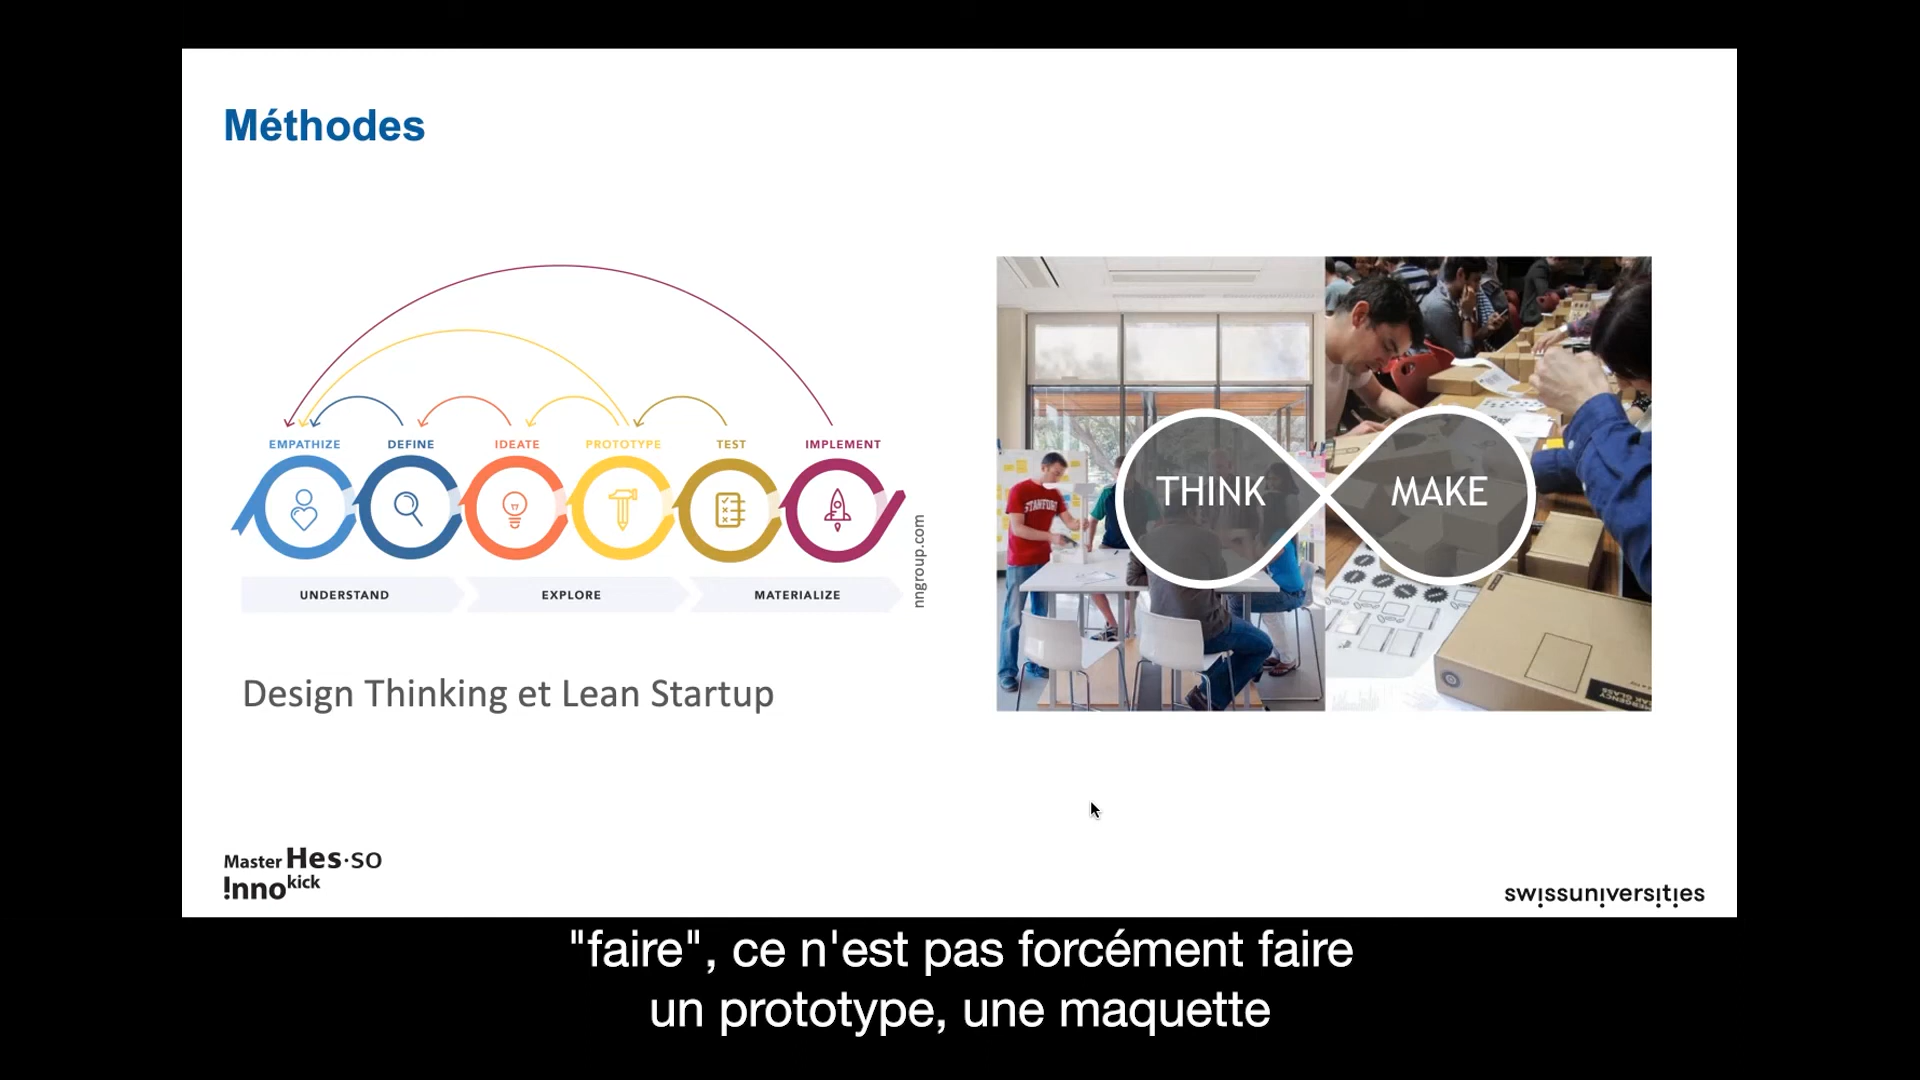 Méthodes
EMPATHIZE DEFINE IDEATE PROTOTYPE TEST IMPLEMENT
UNDERSTAND EXPLORE MATERIALIZE
nngroup.com
Design Thinking et Lean Startup
STANFORD
THINK MAKE
Master Hes·so
!nnokick
swissuniversities
"faire", ce n'est pas forcément faire
un prototype, une maquette